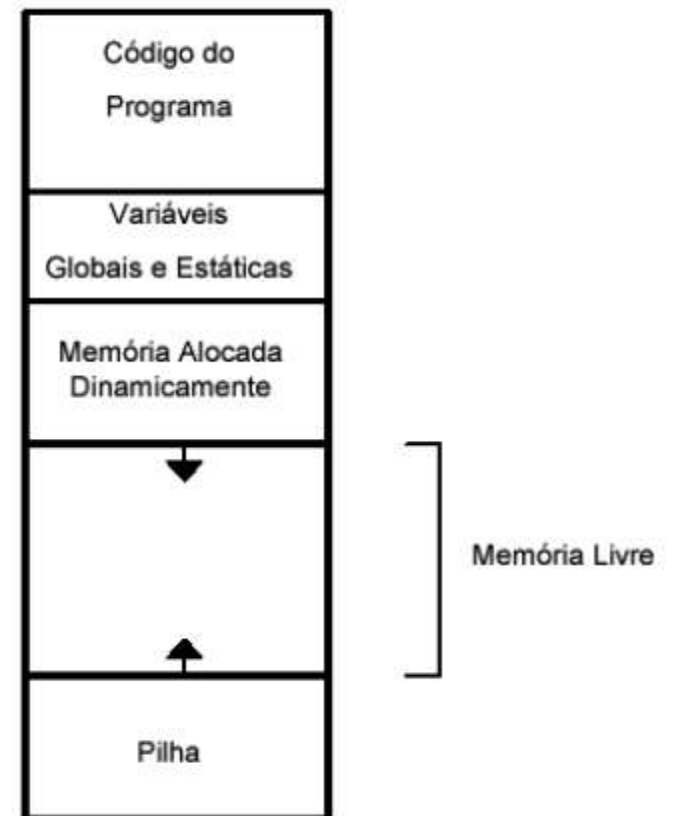 Código do
Programa
Variáveis
Globais e Estáticas
Memória Alocada
Dinamicamente
Memória Livre
Pilha